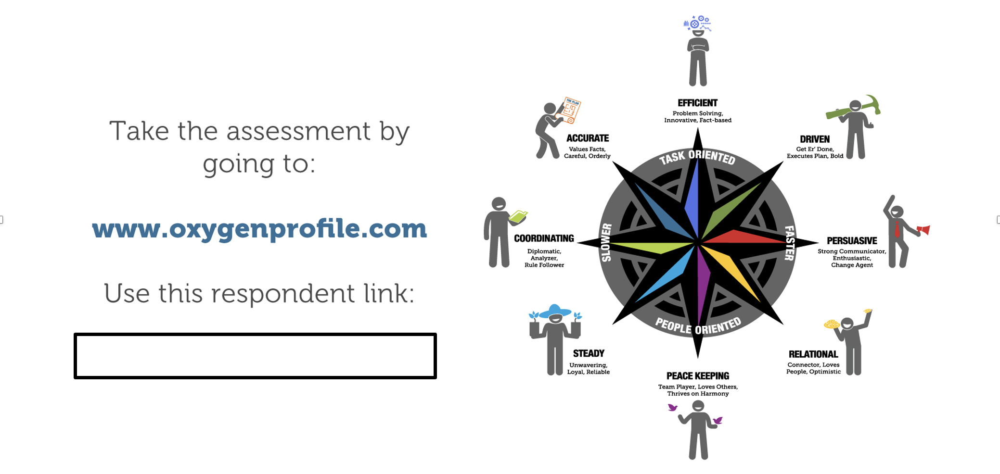 Take the assessment by
going to:
www.oxygenprofile.com
Use this respondent link:
EFFICIENT
Problem Solving,
Innovative, Fact-based
THE PLAN
ACCURATE
Values Facts,
Careful, Orderly
DRIVEN
Get Er’ Done,
Executes Plan, Bold
TASK ORIENTED
COORDINATING
Diplomatic,
Analyzer,
Rule Follower
SLOWER
FASTER
PERSUASIVE
Strong Communicator,
Enthusiastic,
Change Agent
PEOPLE ORIENTED
STEADY
Unwavering,
Loyal, Reliable
RELATIONAL
Connector, Loves
People, Optimistic
PEACE KEEPING
Team Player, Loves Others,
Thrives on Harmony